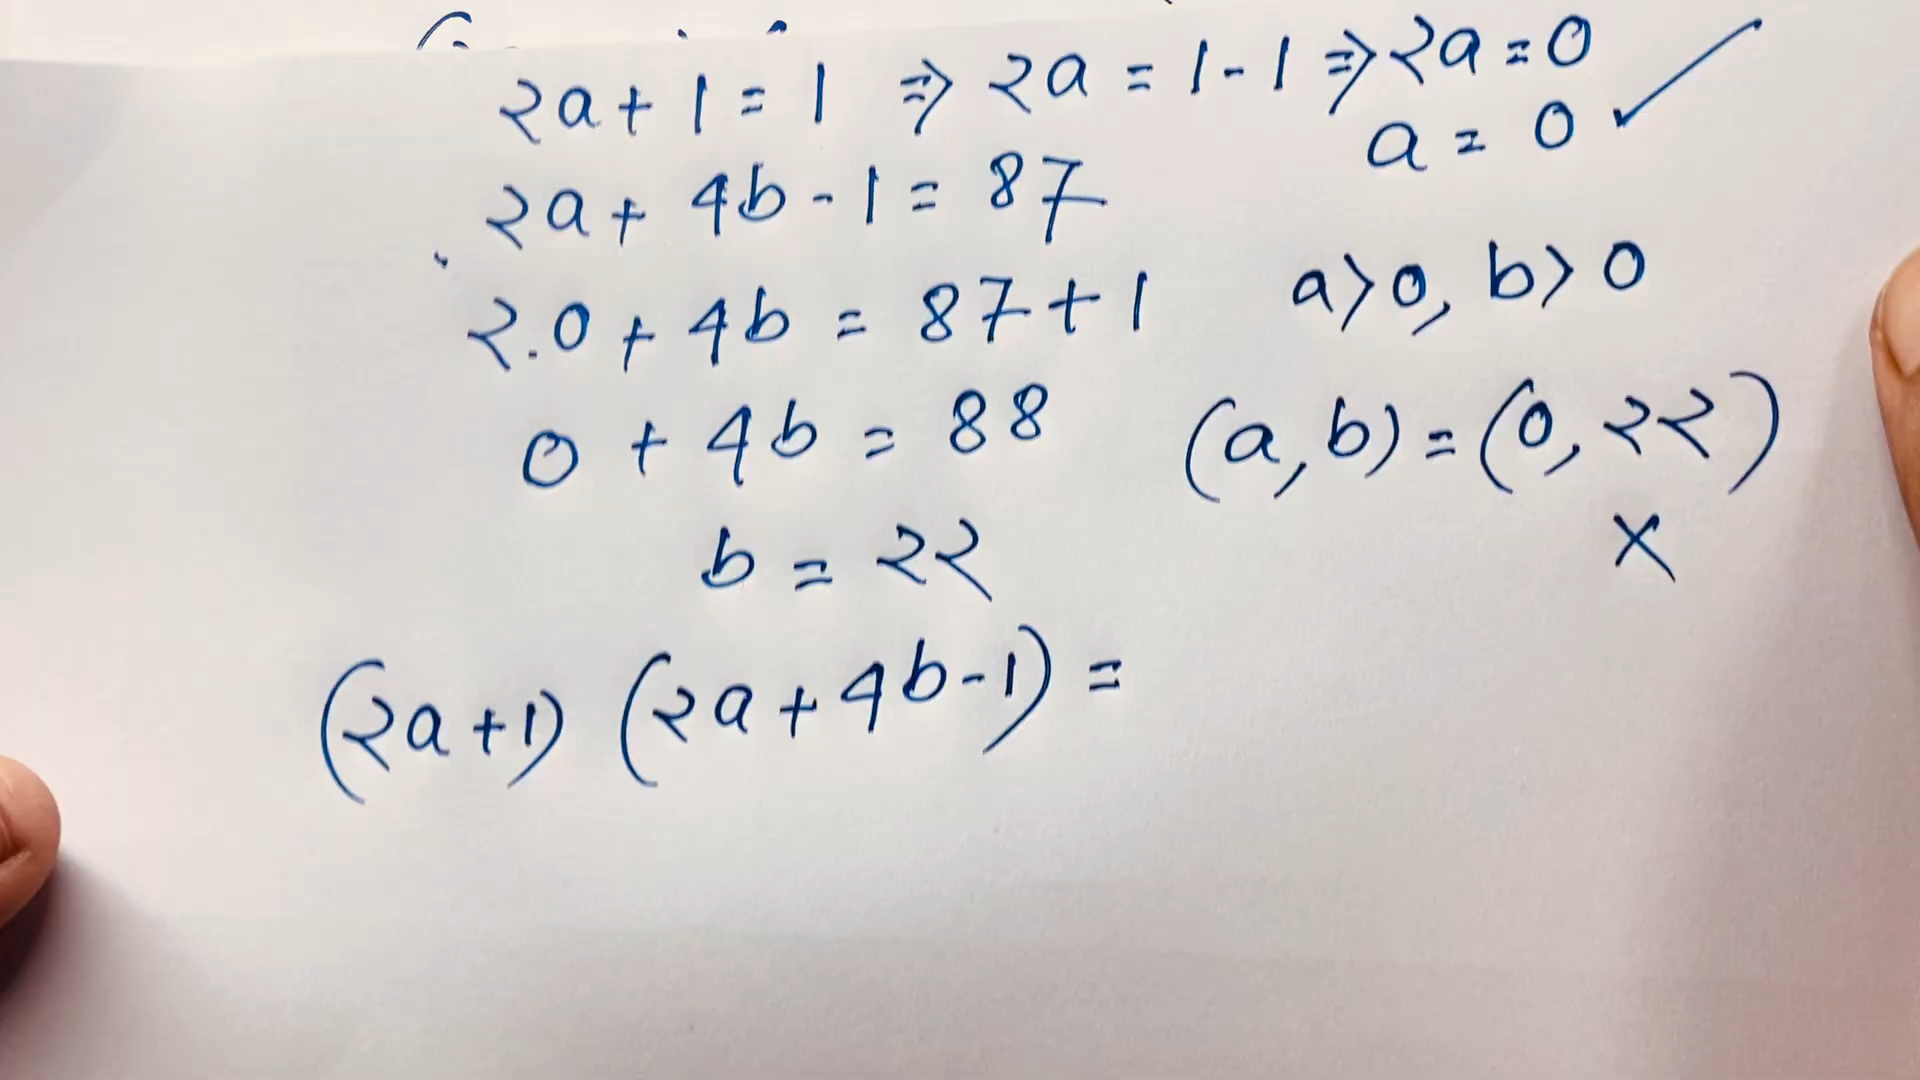 2a + 1 = 1 ⇒ 2a = 1 - 1 ⇒ 2a = 0
a = 0 ✓
2a + 4b - 1 = 87
a > 0, b > 0
2.0 + 4b = 87 + 1
0 + 4b = 88
(a, b) = (0, 22)
b = 22
×
(2a + 1) (2a + 4b - 1) =